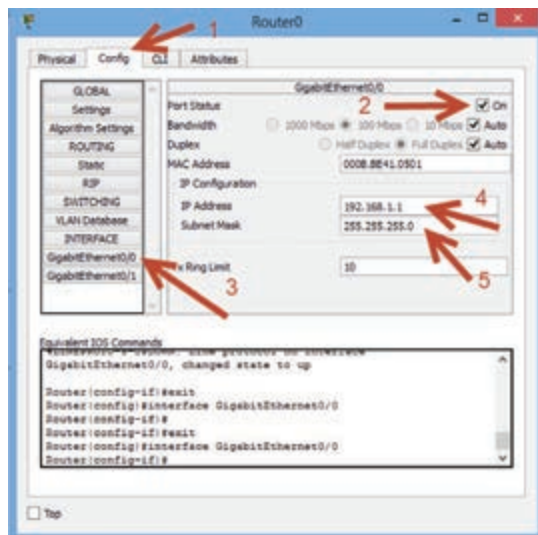 Router0
1
Physical Config CLI Attributes
GLOBAL
Settings
Algorithm Settings
ROUTING
Static
RIP
SWITCHING
VLAN Database
INTERFACE
GigabitEthernet0/0
GigabitEthernet0/1
3
GigabitEthernet0/0
Port Status 2 On
Bandwidth 1000 Mbps 100 Mbps 10 Mbps Auto
Duplex Half Duplex Full Duplex Auto
MAC Address 000B.BE41.0501
IP Configuration
IP Address 192.168.1.1 4
Subnet Mask 255.255.255.0
5
Ring Limit 10
Equivalent IOS Commands
GigabitEthernet0/0, changed state to up
Router(config-if)#exit
Router(config)#interface GigabitEthernet0/0
Router(config-if)#
Router(config-if)#exit
Router(config)#interface GigabitEthernet0/0
Router(config-if)#
Top